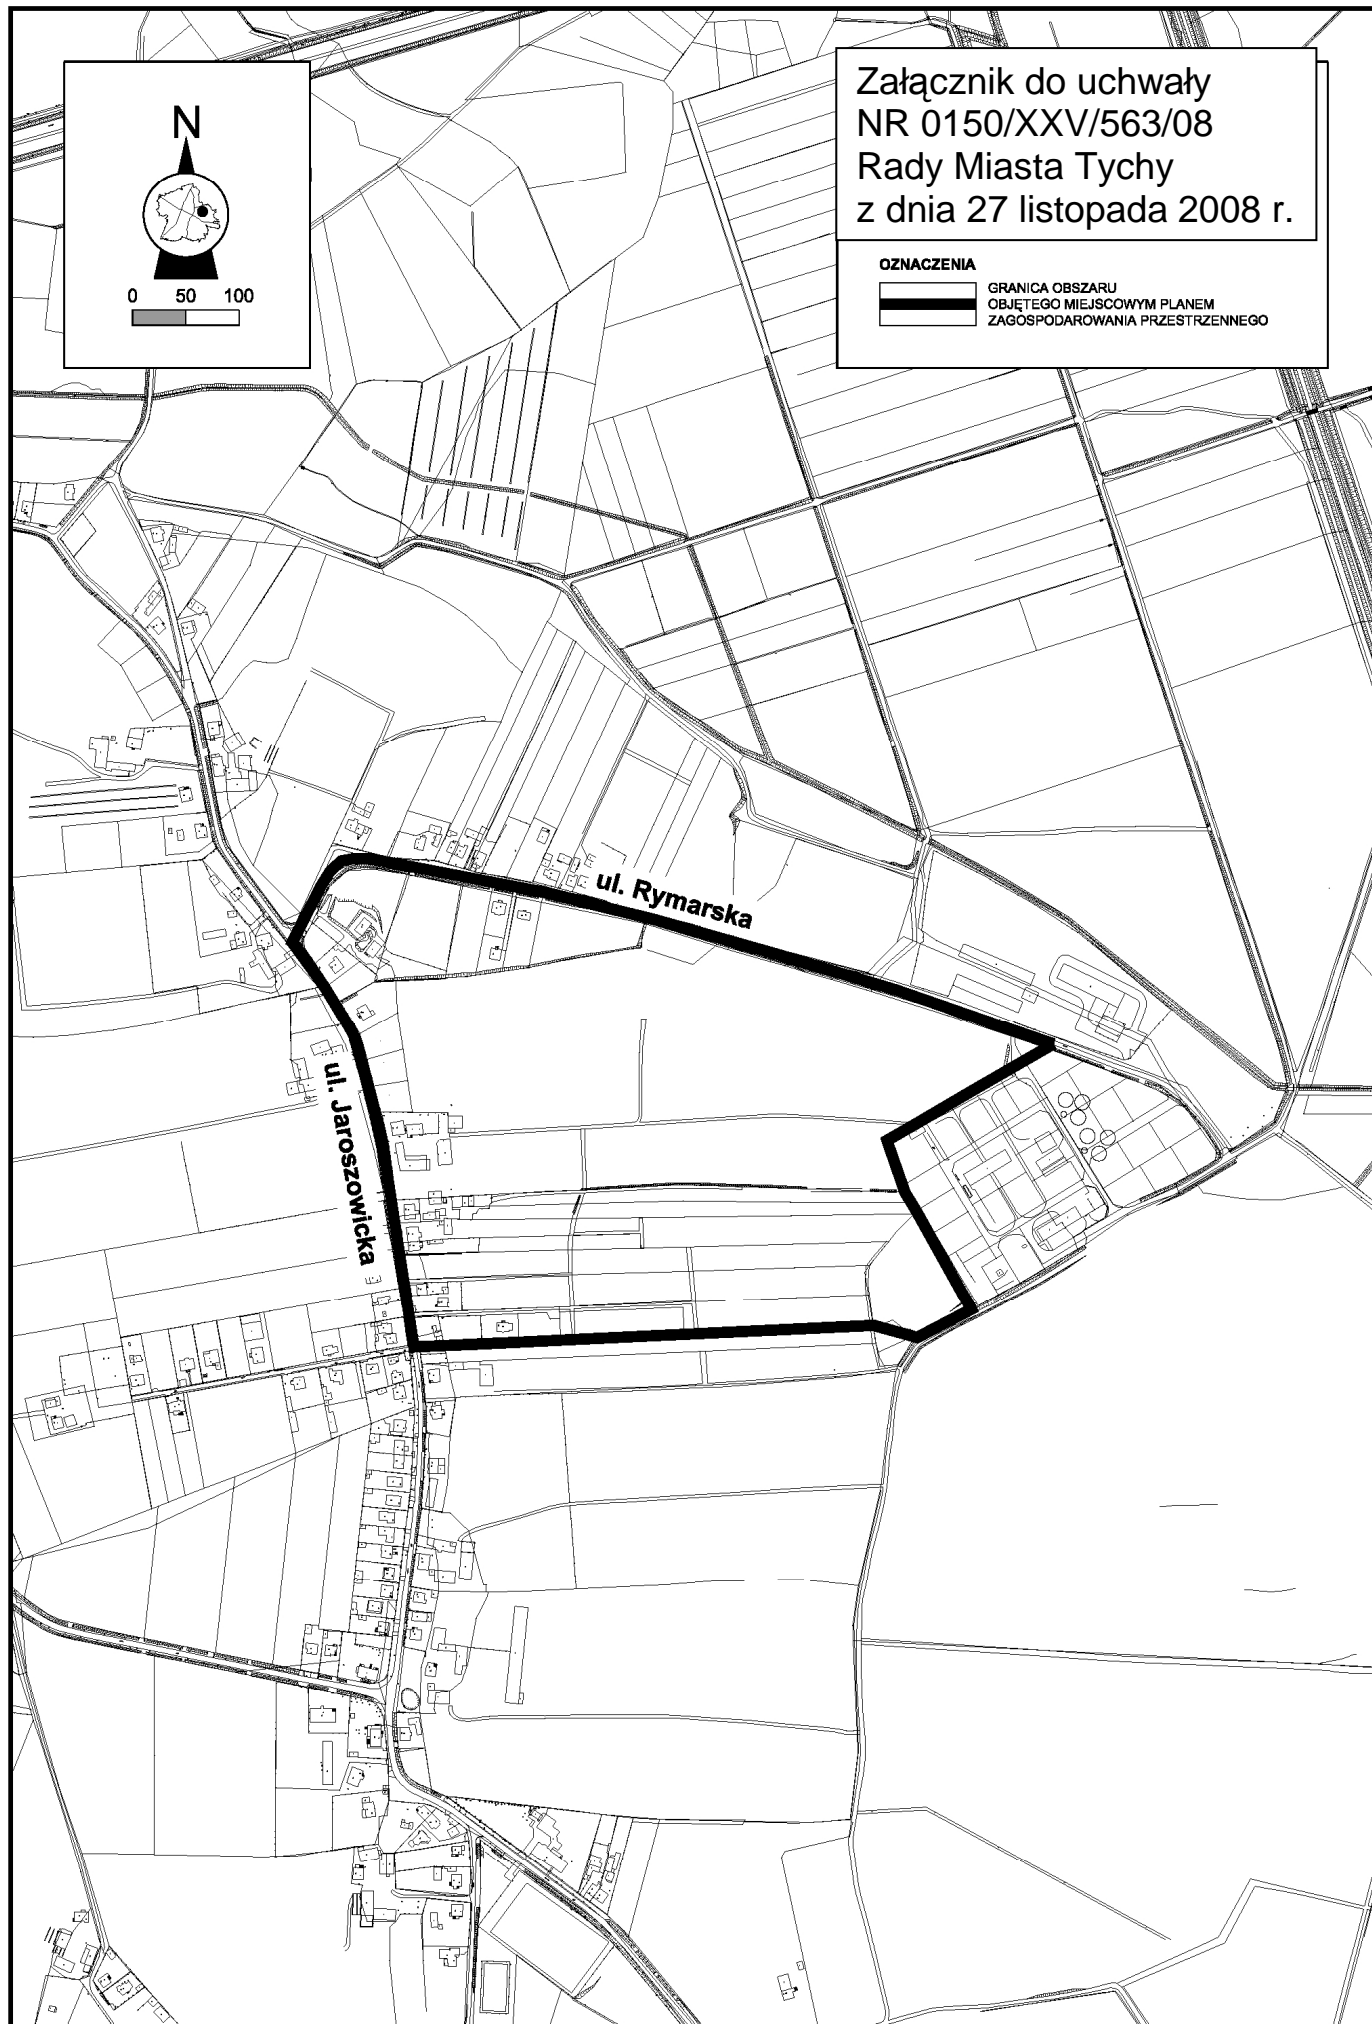 N
0 50 100
Załącznik do uchwały
NR 0150/XXV/563/08
Rady Miasta Tychy
z dnia 27 listopada 2008 r.
OZNACZENIA
GRANICA OBSZARU
OBJĘTEGO MIEJSCOWYM PLANEM
ZAGOSPODAROWANIA PRZESTRZENNEGO
ul. Rymarska
ul. Jaroszowicka